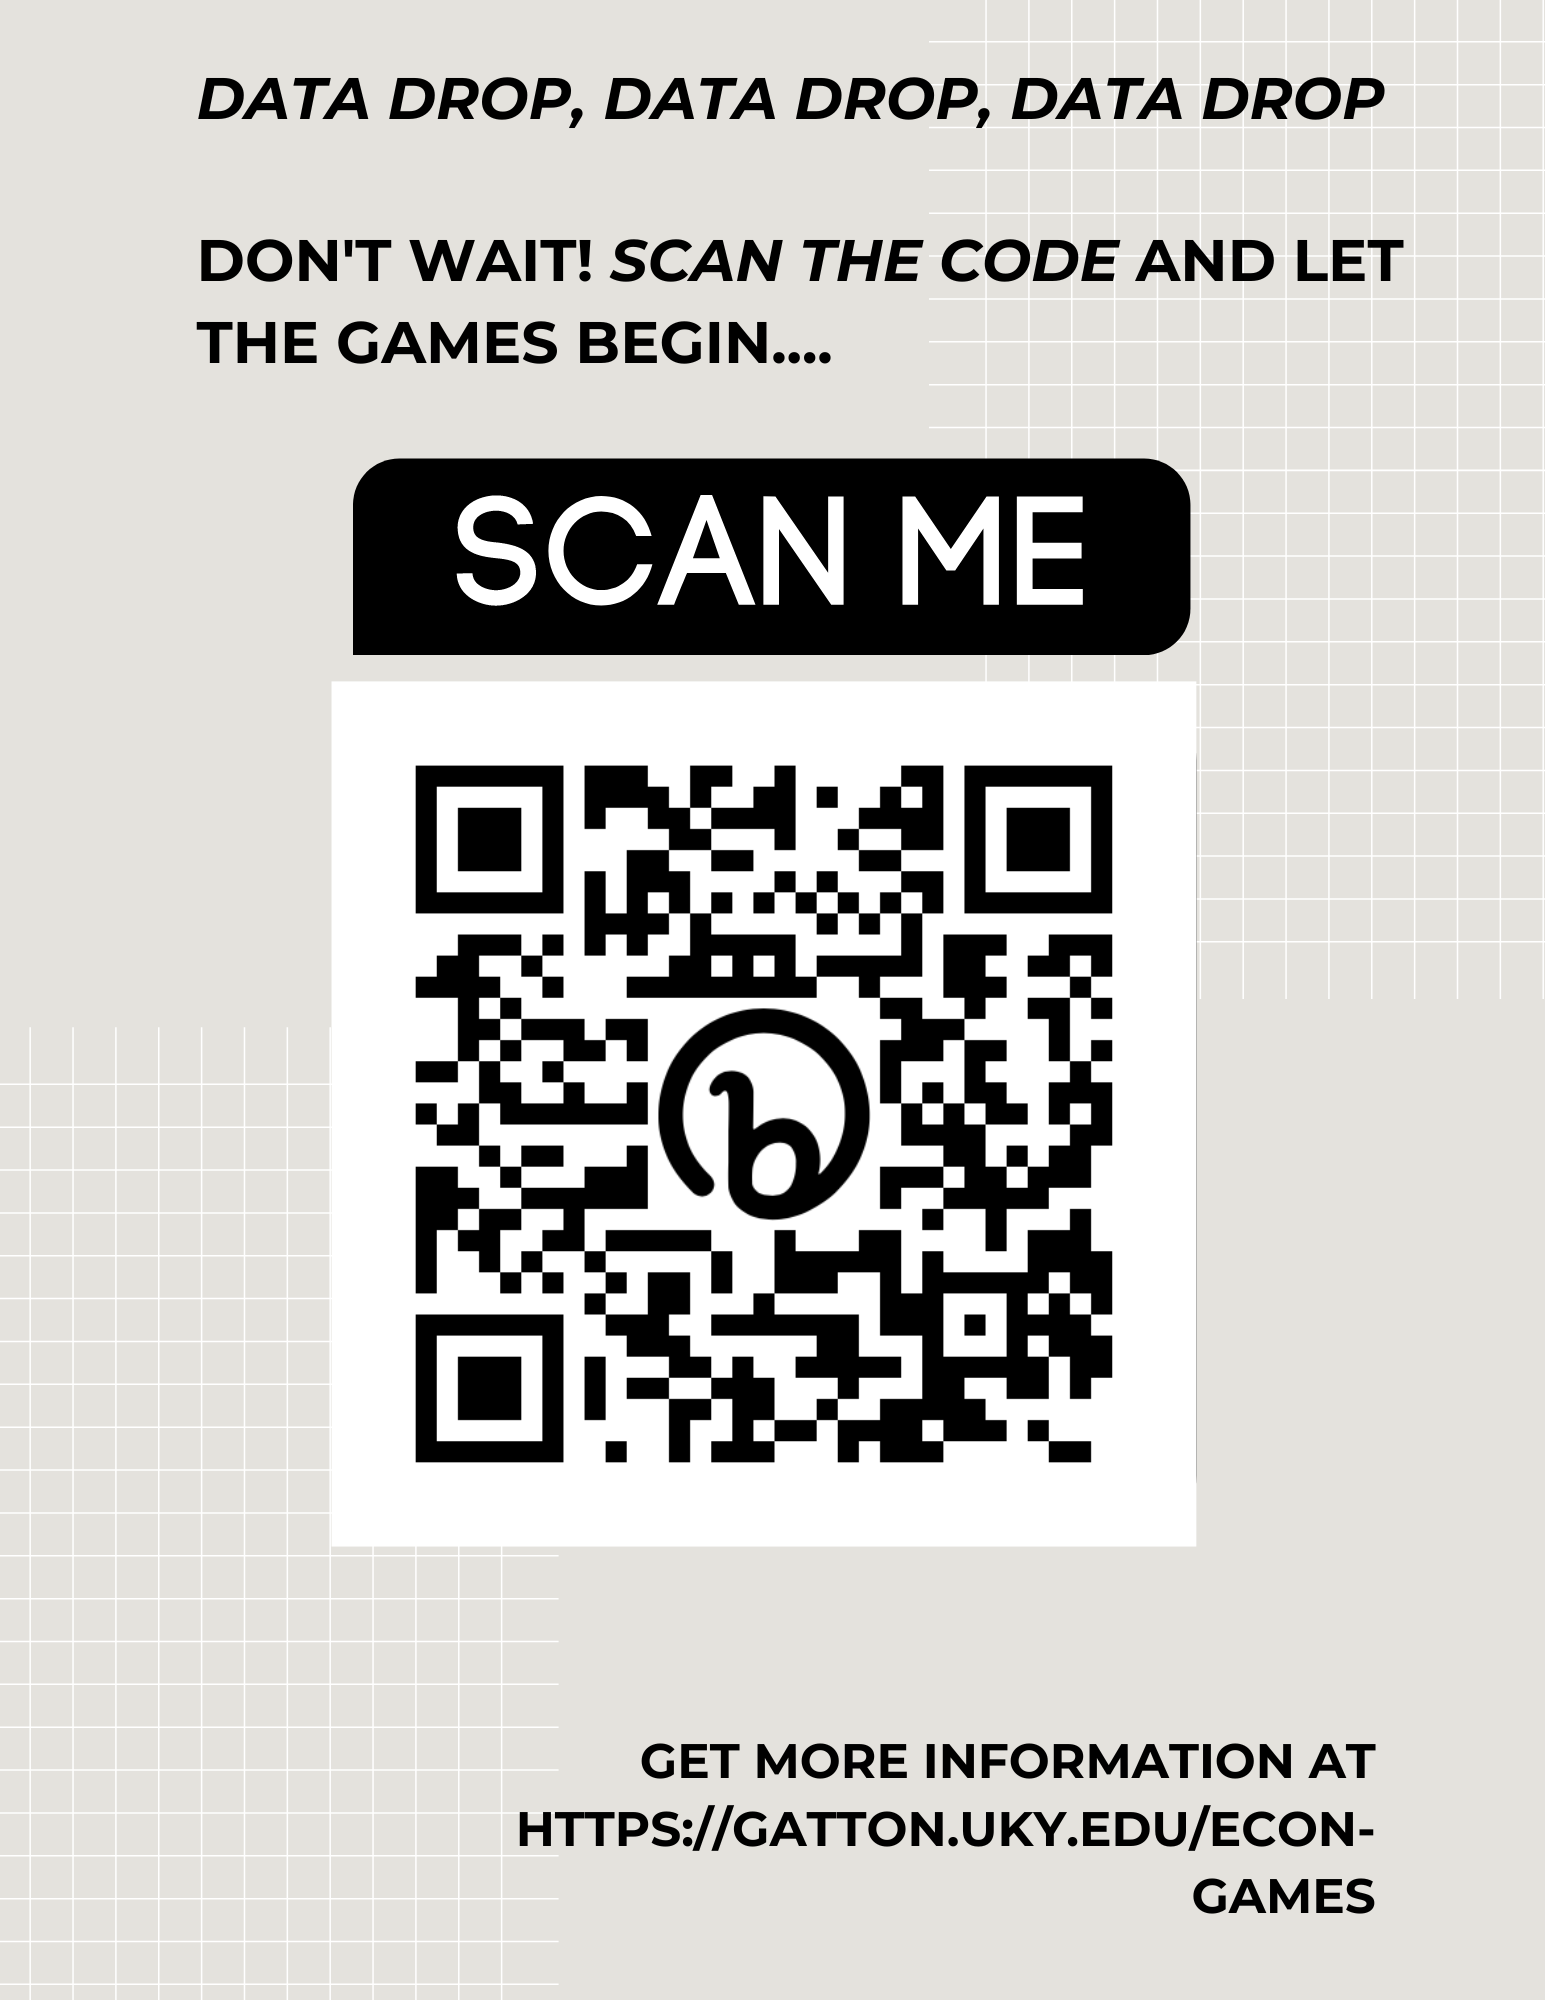 DATA DROP, DATA DROP, DATA DROP
DON'T WAIT! SCAN THE CODE AND LET
THE GAMES BEGIN....
SCAN ME
b
GET MORE INFORMATION AT
HTTPS://GATTON.UKY.EDU/ECON-
GAMES